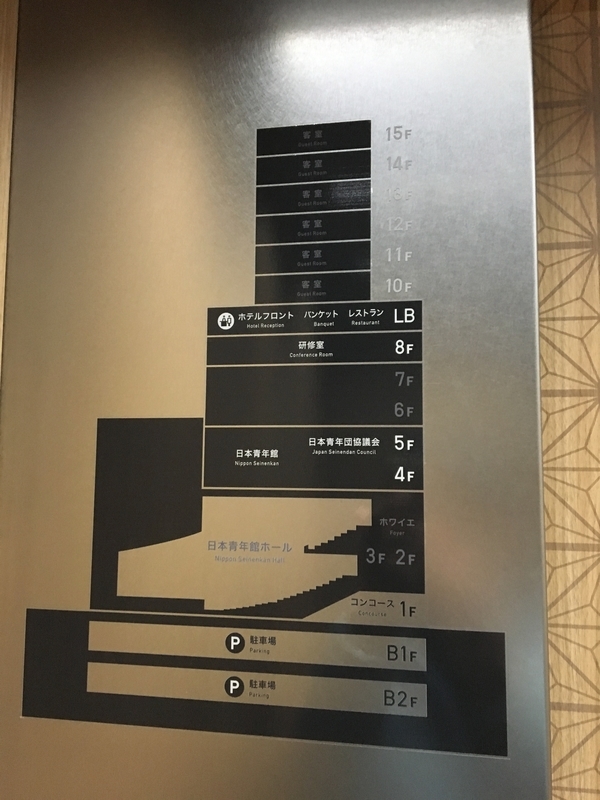 客室 15F
Guest Room
客室 14F
Guest Room
客室 13F
Guest Room
客室 12F
Guest Room
客室 11F
Guest Room
客室 10F
Guest Room
ホテルフロント バンケット レストラン LB
Hotel Reception Banquet Restaurant
研修室 8F
Conference Room
7F
6F
日本青年団協議会 5F
Japan Seinendan Council
日本青年館
Nippon Seinenkan
4F
ホワイエ
Foyer
日本青年館ホール 3F 2F
Nippon Seinenkan Hall
コンコース 1F
Concourse
P 駐車場 B1F
Parking
P 駐車場 B2F
Parking